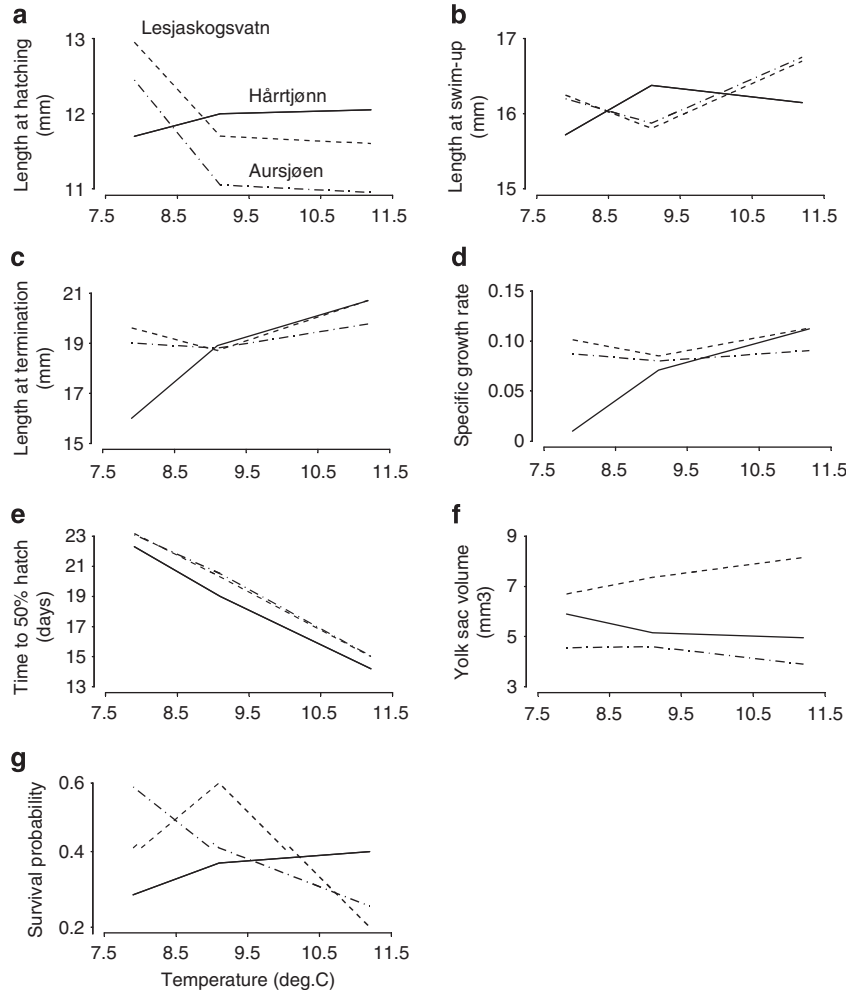 a
Length at hatching
(mm)
13
12
11
Lesjaskogsvatn
Hårrtjønn
Aursjøen
7.5 8.5 9.5 10.5 11.5
b
Length at swim-up
(mm)
17
16
15
7.5 8.5 9.5 10.5 11.5
c
Length at termination
(mm)
21
19
17
15
7.5 8.5 9.5 10.5 11.5
d
Specific growth rate
0.15
0.10
0.05
0
7.5 8.5 9.5 10.5 11.5
e
Time to 50% hatch
(days)
23
21
19
17
15
13
7.5 8.5 9.5 10.5 11.5
f
Yolk sac volume
(mm3)
9
7
5
3
7.5 8.5 9.5 10.5 11.5
g
Survival probability
0.6
0.4
0.2
7.5 8.5 9.5 10.5 11.5
Temperature (deg.C)